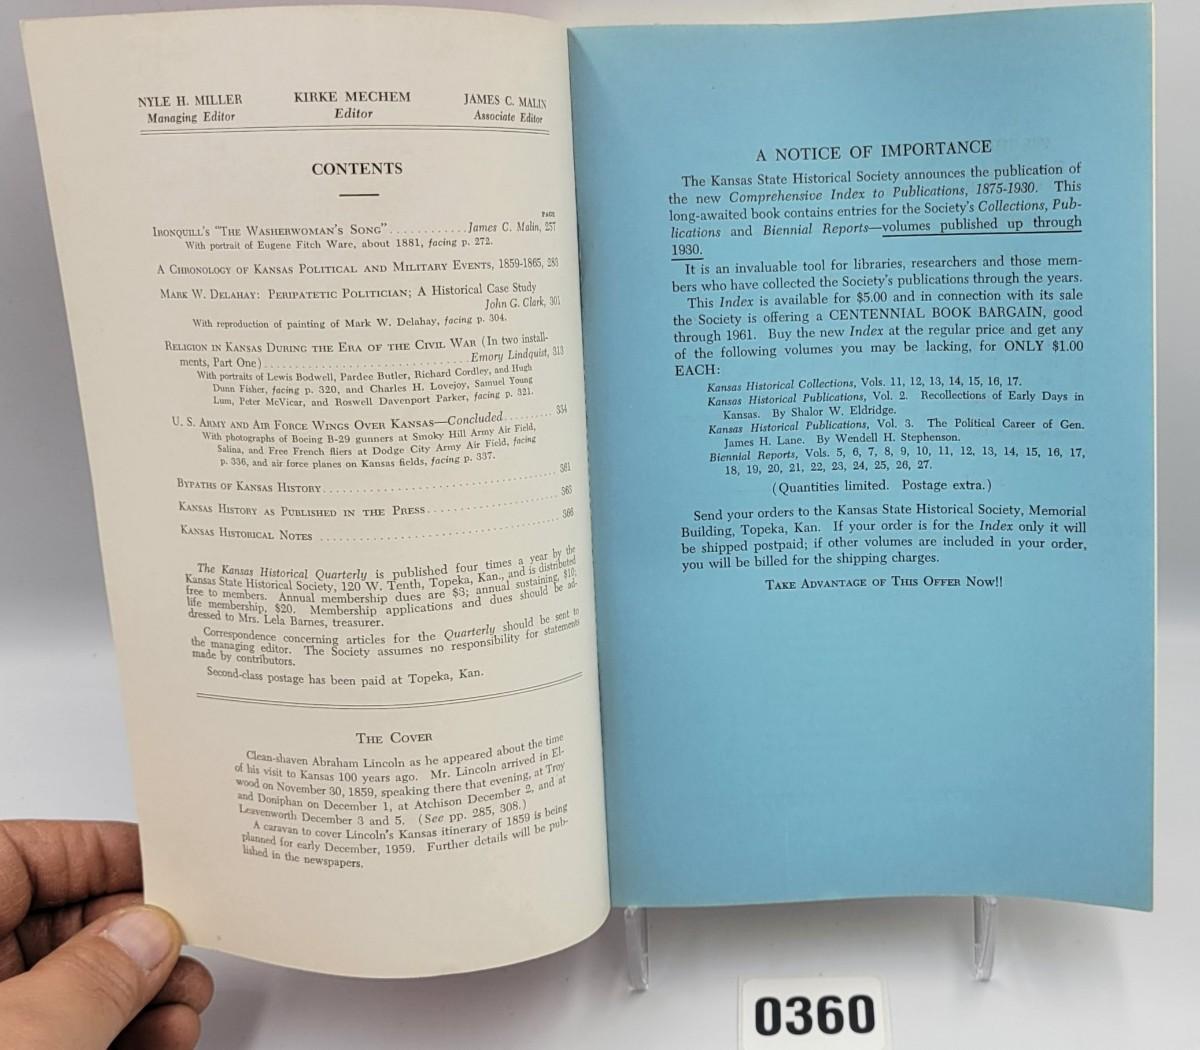 NYLE H. MILLER
Managing Editor
KIRKE MECHEM
Editor
JAMES C. MALIN
Associate Editor
CONTENTS
PAGE
IRONQUILL'S "THE WASHERWOMAN'S SONG"............James C. Malin, 257
With portrait of Eugene Fitch Ware, about 1881, facing p. 272.
A CHRONOLOGY OF KANSAS POLITICAL AND MILITARY EVENTS, 1859-1865, 283
MARK W. DELAHAY: PERIPATETIC POLITICIAN; A Historical Case Study
John G. Clark, 301
With reproduction of painting of Mark W. Delahay, facing p. 304.
RELIGION IN KANSAS DURING THE ERA OF THE CIVIL WAR (In two install-
ments, Part One)................................Emory Lindquist, 313
With portraits of Lewis Bodwell, Pardee Butler, Richard Cordley, and Hugh
Dunn Fisher, facing p. 320, and Charles H. Lovejoy, Samuel Young
Lum, Peter McVicar, and Roswell Davenport Parker, facing p. 321.
U. S. ARMY AND AIR FORCE WINGS OVER KANSAS—Concluded......... 334
With photographs of Boeing B-29 gunners at Smoky Hill Army Air Field,
Salina, and Free French fliers at Dodge City Army Air Field, facing
p. 336, and air force planes on Kansas fields, facing p. 337.
BYPATHS OF KANSAS HISTORY.................................... 361
KANSAS HISTORY AS PUBLISHED IN THE PRESS.................... 363
KANSAS HISTORICAL NOTES .................................... 366
The Kansas Historical Quarterly is published four times a year by the
Kansas State Historical Society, 120 W. Tenth, Topeka, Kan., and is distributed
free to members. Annual membership dues are $3; annual sustaining, $10;
life membership, $20. Membership applications and dues should be ad-
dressed to Mrs. Lela Barnes, treasurer.
Correspondence concerning articles for the Quarterly should be sent to
the managing editor. The Society assumes no responsibility for statements
made by contributors.
Second-class postage has been paid at Topeka, Kan.
THE COVER
Clean-shaven Abraham Lincoln as he appeared about the time
of his visit to Kansas 100 years ago. Mr. Lincoln arrived in El-
wood on November 30, 1859, speaking there that evening, at Troy
and Doniphan on December 1, at Atchison December 2, and at
Leavenworth December 3 and 5. (See pp. 285, 308.)
A caravan to cover Lincoln's Kansas itinerary of 1859 is being
planned for early December, 1959. Further details will be pub-
lished in the newspapers.
A NOTICE OF IMPORTANCE
The Kansas State Historical Society announces the publication of
the new Comprehensive Index to Publications, 1875-1930. This
long-awaited book contains entries for the Society's Collections, Pub-
lications and Biennial Reports—volumes published up through
1930.
It is an invaluable tool for libraries, researchers and those mem-
bers who have collected the Society's publications through the years.
This Index is available for $5.00 and in connection with its sale
the Society is offering a CENTENNIAL BOOK BARGAIN, good
through 1961. Buy the new Index at the regular price and get any
of the following volumes you may be lacking, for ONLY $1.00
EACH:
Kansas Historical Collections, Vols. 11, 12, 13, 14, 15, 16, 17.
Kansas Historical Publications, Vol. 2. Recollections of Early Days in
Kansas. By Shalor W. Eldridge.
Kansas Historical Publications, Vol. 3. The Political Career of Gen.
James H. Lane. By Wendell H. Stephenson.
Biennial Reports, Vols. 5, 6, 7, 8, 9, 10, 11, 12, 13, 14, 15, 16, 17,
18, 19, 20, 21, 22, 23, 24, 25, 26, 27.
(Quantities limited. Postage extra.)
Send your orders to the Kansas State Historical Society, Memorial
Building, Topeka, Kan. If your order is for the Index only it will
be shipped postpaid; if other volumes are included in your order,
you will be billed for the shipping charges.
TAKE ADVANTAGE OF THIS OFFER NOW!!
0360